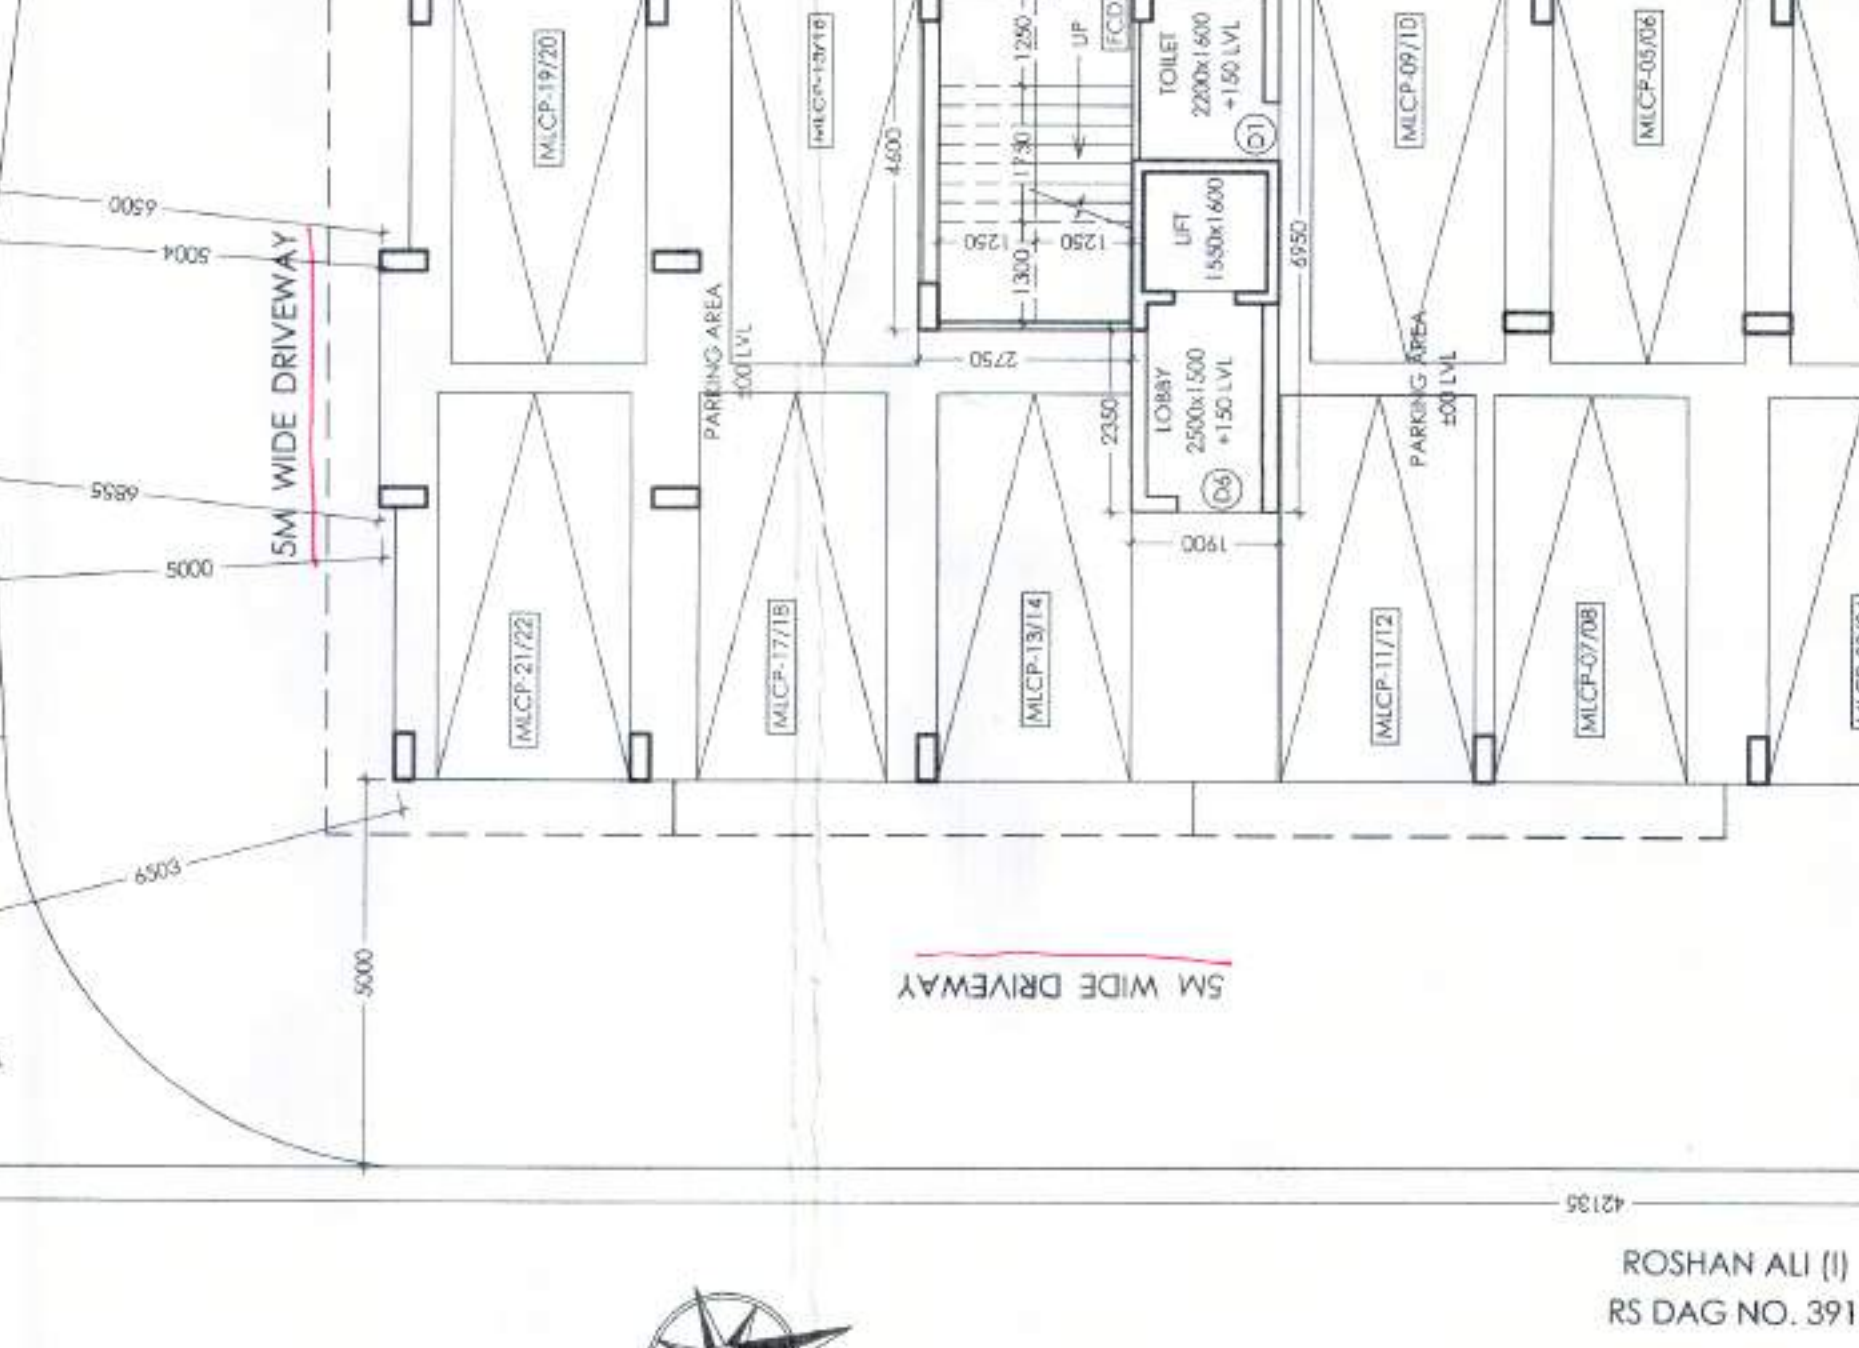 MLCP-19/20
4600
1250
UP
FCD
TOILET
2200x1600
+150 LVL
D1
MLCP-09/10
MLCP-05/06
1750
6500
5004
5M WIDE DRIVEWAY
1250
1250
1300
LIFT
1550x1600
6950
PARKING AREA
±00 LVL
2750
2350
LOBBY
2500x1500
+150 LVL
D6
PARKING AREA
±00 LVL
6855
5000
1900
MLCP-21/22
MLCP-17/18
MLCP-13/14
MLCP-11/12
MLCP-07/08
6503
5000
5M WIDE DRIVEWAY
42135
ROSHAN ALI (I)
RS DAG NO. 391